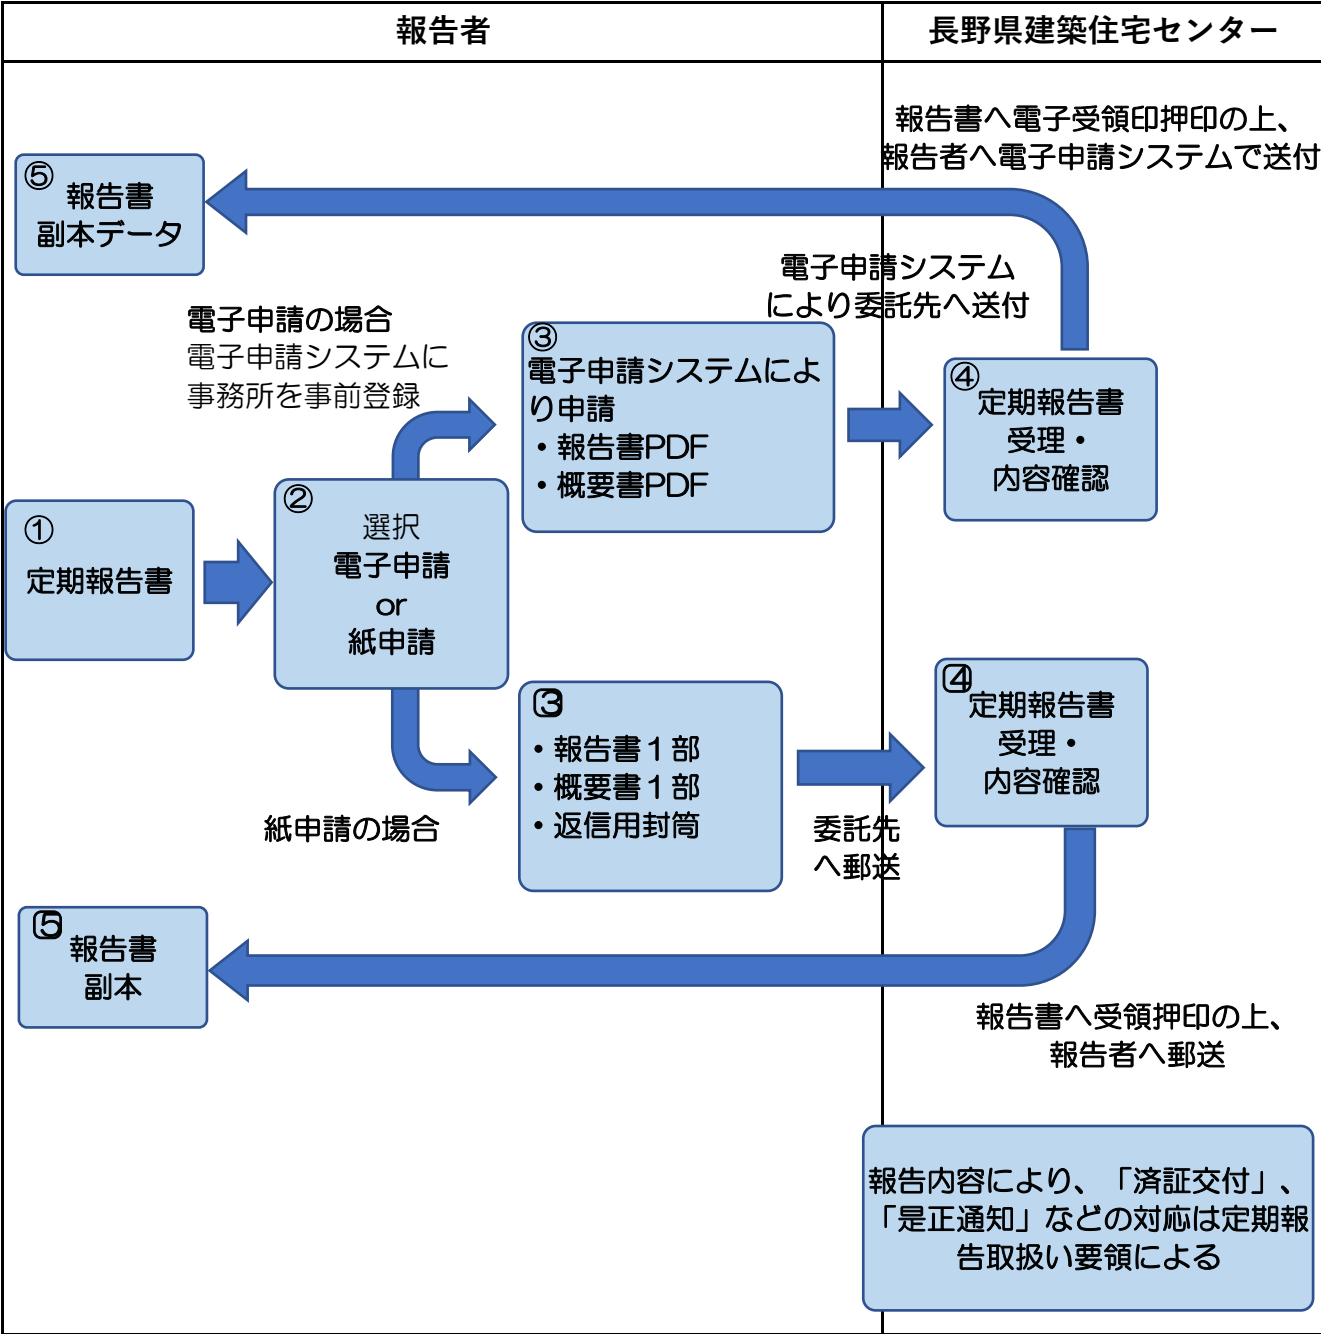 報告者
長野県建築住宅センター
報告書へ電子受領印押印の上、
報告者へ電子申請システムで送付
⑤
報告書
副本データ
電子申請システム
により委託先へ送付
電子申請の場合
電子申請システムに
事務所を事前登録
③
電子申請システムによ
り申請
・報告書PDF
・概要書PDF
④
定期報告書
受理・
内容確認
①
定期報告書
②
選択
電子申請
or
紙申請
3
・報告書１部
・概要書１部
・返信用封筒
4
定期報告書
受理・
内容確認
紙申請の場合
委託先
へ郵送
5
報告書
副本
報告書へ受領押印の上、
報告者へ郵送
報告内容により、「済証交付」、
「是正通知」などの対応は定期報
告取扱い要領による